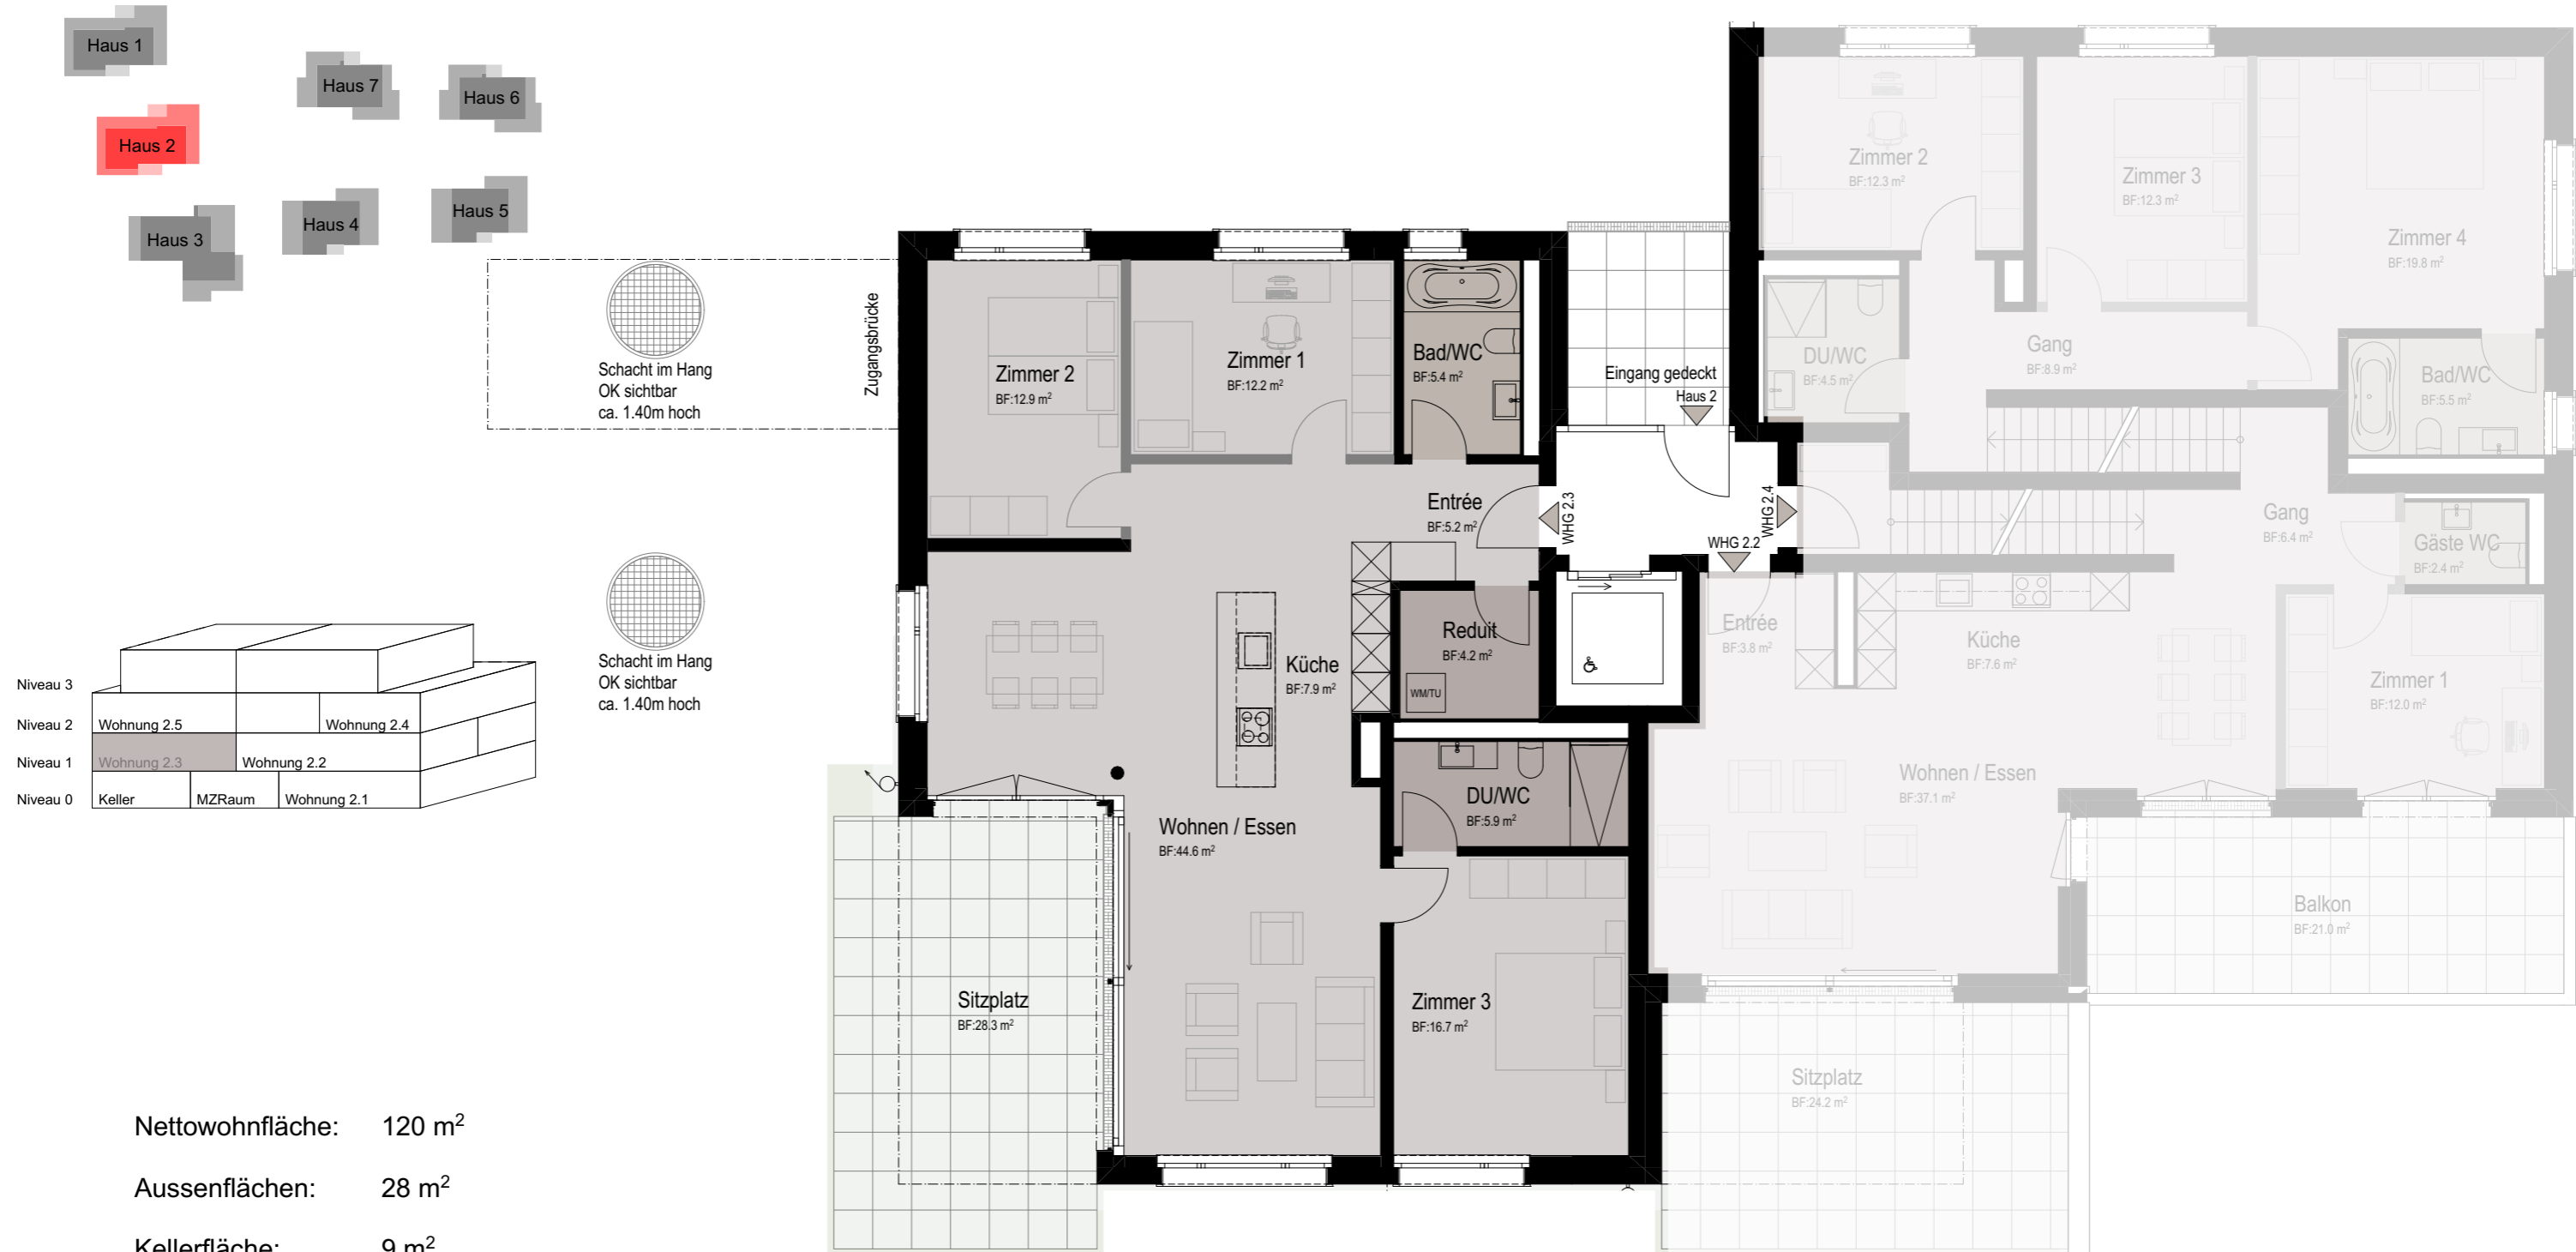 Haus 1
Haus 7
Haus 6
Haus 2
Haus 3
Haus 4
Haus 5
Schacht im Hang
OK sichtbar
ca. 1.40m hoch
Zugangsbrücke
Schacht im Hang
OK sichtbar
ca. 1.40m hoch
Niveau 3
Niveau 2
Niveau 1
Niveau 0
Wohnung 2.5
Wohnung 2.4
Wohnung 2.3
Wohnung 2.2
Keller
MZRaum
Wohnung 2.1
Nettowohnfläche: 120 m²
Aussenflächen: 28 m²
Kellerfläche: 9 m²
Zimmer 2
BF:12.9 m²
Zimmer 1
BF:12.2 m²
Bad/WC
BF:5.4 m²
Eingang gedeckt
Haus 2
Entrée
BF:5.2 m²
WHG 2.3
WHG 2.4
WHG 2.2
Reduit
BF:4.2 m²
WM/TU
Küche
BF:7.9 m²
DU/WC
BF:5.9 m²
Wohnen / Essen
BF:44.6 m²
Sitzplatz
BF:28.3 m²
Zimmer 3
BF:16.7 m²
Zimmer 2
BF:12.3 m²
Zimmer 3
BF:12.3 m²
Zimmer 4
BF:19.8 m²
DU/WC
BF:4.5 m²
Gang
BF:8.9 m²
Bad/WC
BF:5.5 m²
Gang
BF:6.4 m²
Gäste WC
BF:2.4 m²
Entrée
BF:3.8 m²
Küche
BF:7.6 m²
Zimmer 1
BF:12.0 m²
Wohnen / Essen
BF:37.1 m²
Balkon
BF:21.0 m²
Sitzplatz
BF:24.2 m²